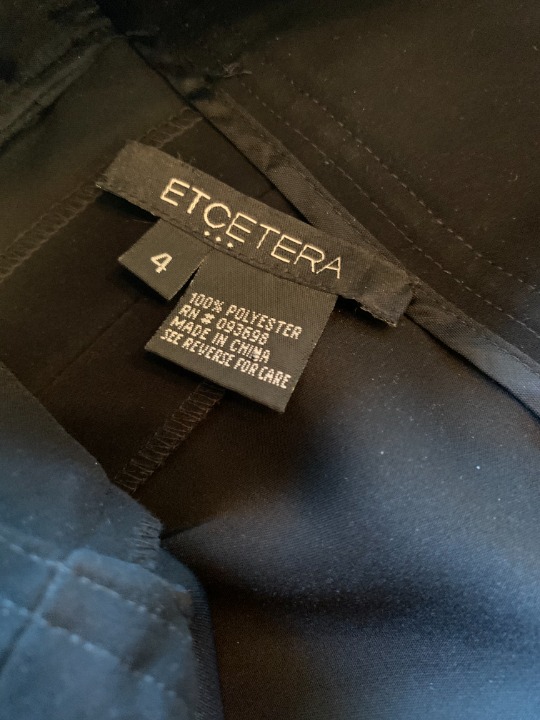 ETCETERA
4
100% POLYESTER
RN # 093698
MADE IN CHINA
SEE REVERSE FOR CARE